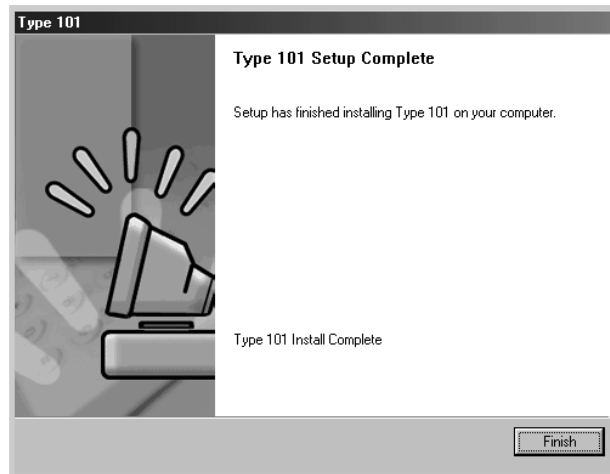 Type 101
Type 101 Setup Complete
Setup has finished installing Type 101 on your computer.
Type 101 Install Complete
Finish